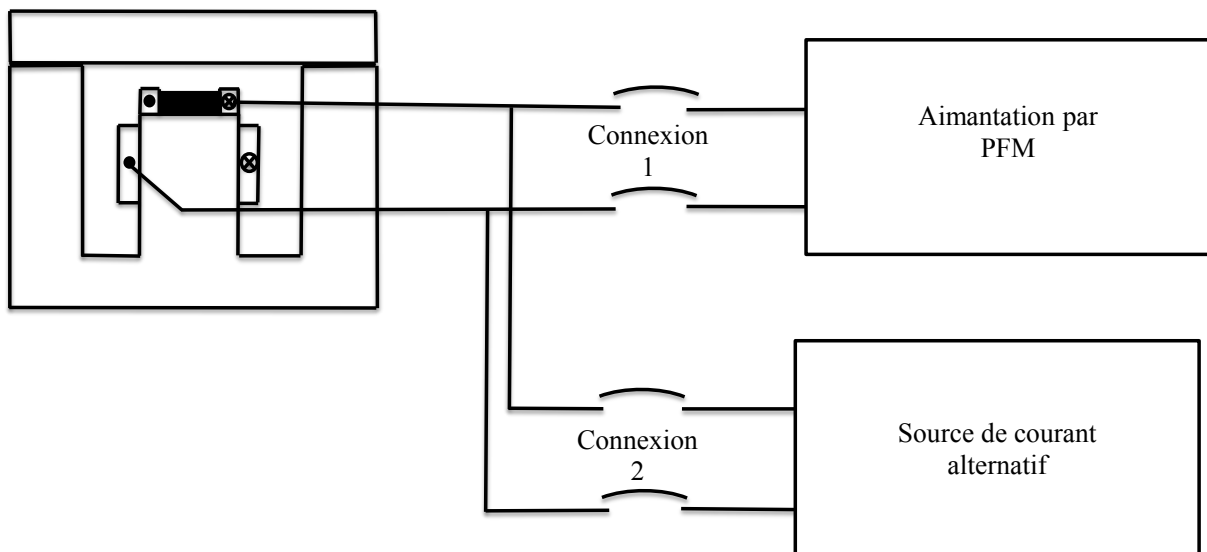 Aimantation par
PFM
Connexion
1
Source de courant
alternatif
Connexion
2